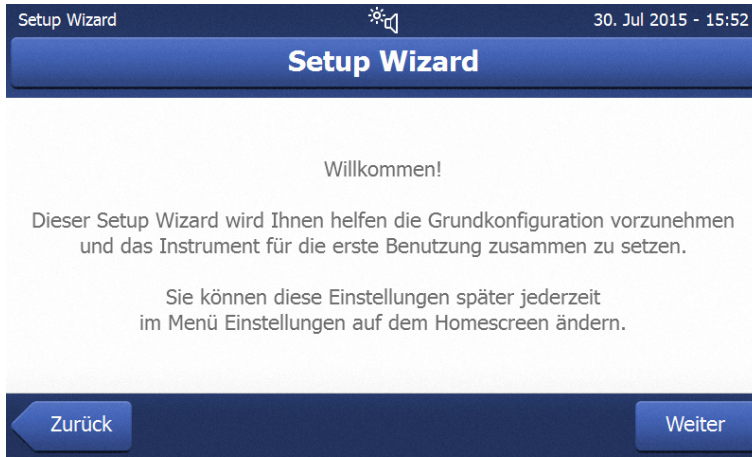 Setup Wizard
30. Jul 2015 - 15:52
Setup Wizard
Willkommen!
Dieser Setup Wizard wird Ihnen helfen die Grundkonfiguration vorzunehmen
und das Instrument für die erste Benutzung zusammen zu setzen.
Sie können diese Einstellungen später jederzeit
im Menü Einstellungen auf dem Homescreen ändern.
Zurück
Weiter